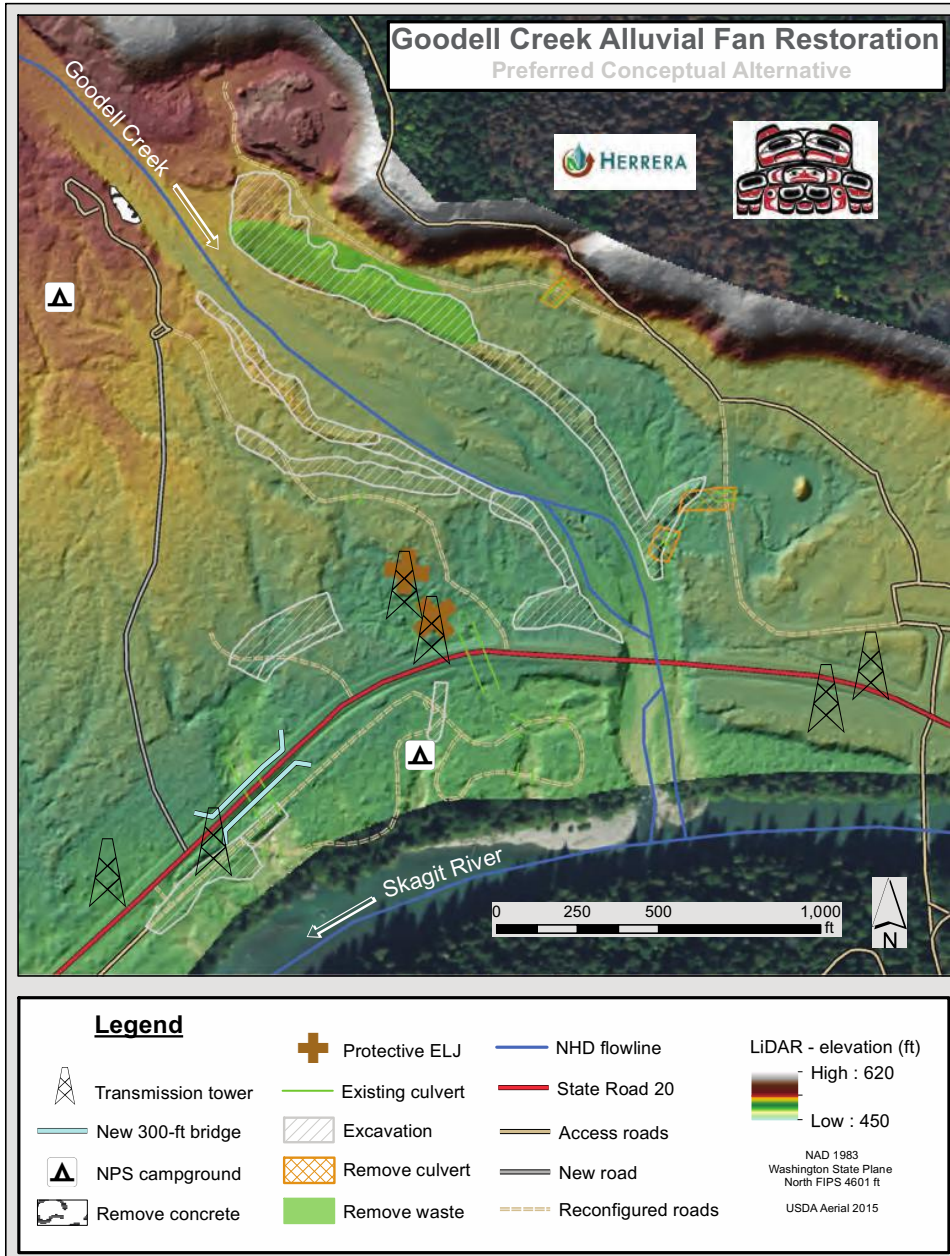 Goodell Creek Alluvial Fan Restoration
Preferred Conceptual Alternative
Goodell Creek
HERRERA
Skagit River
0 250 500 1,000
ft
N
Legend
Transmission tower
New 300-ft bridge
NPS campground
Remove concrete
Protective ELJ
Existing culvert
Excavation
Remove culvert
Remove waste
NHD flowline
State Road 20
Access roads
New road
Reconfigured roads
LiDAR - elevation (ft)
High : 620
Low : 450
NAD 1983
Washington State Plane
North FIPS 4601 ft
USDA Aerial 2015